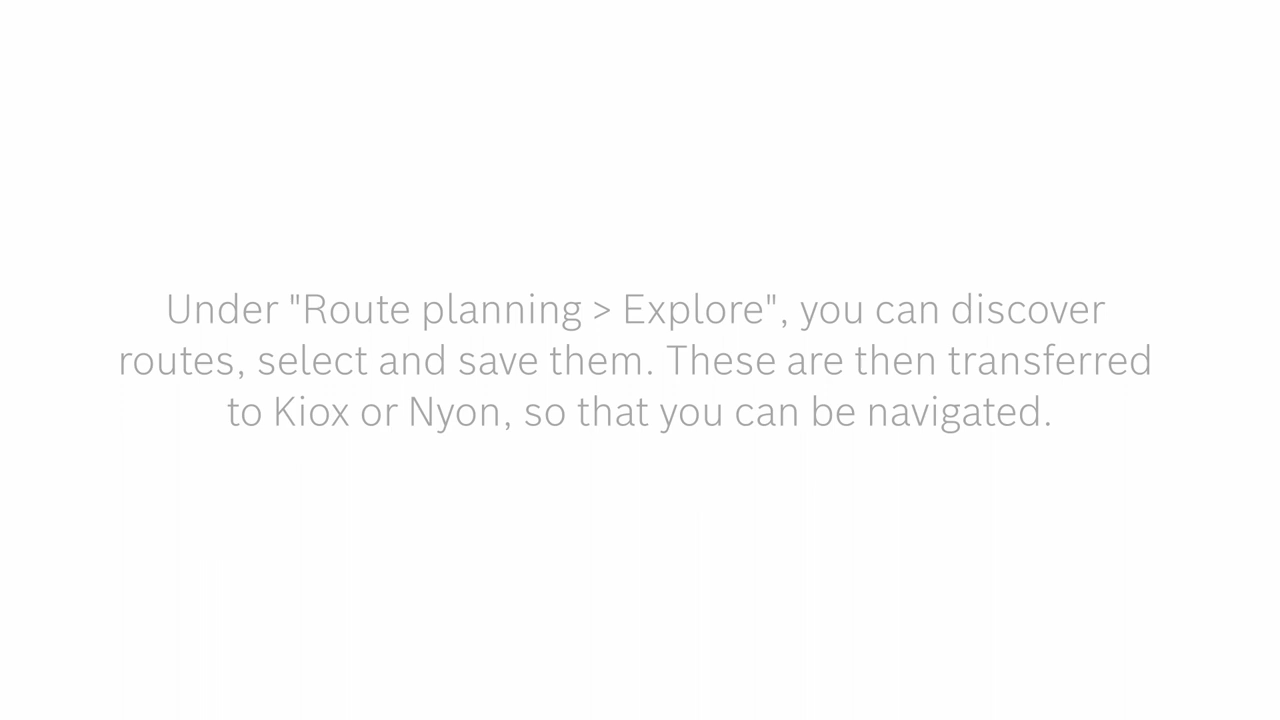 Under "Route planning > Explore", you can discover
routes, select and save them. These are then transferred
to Kiox or Nyon, so that you can be navigated.